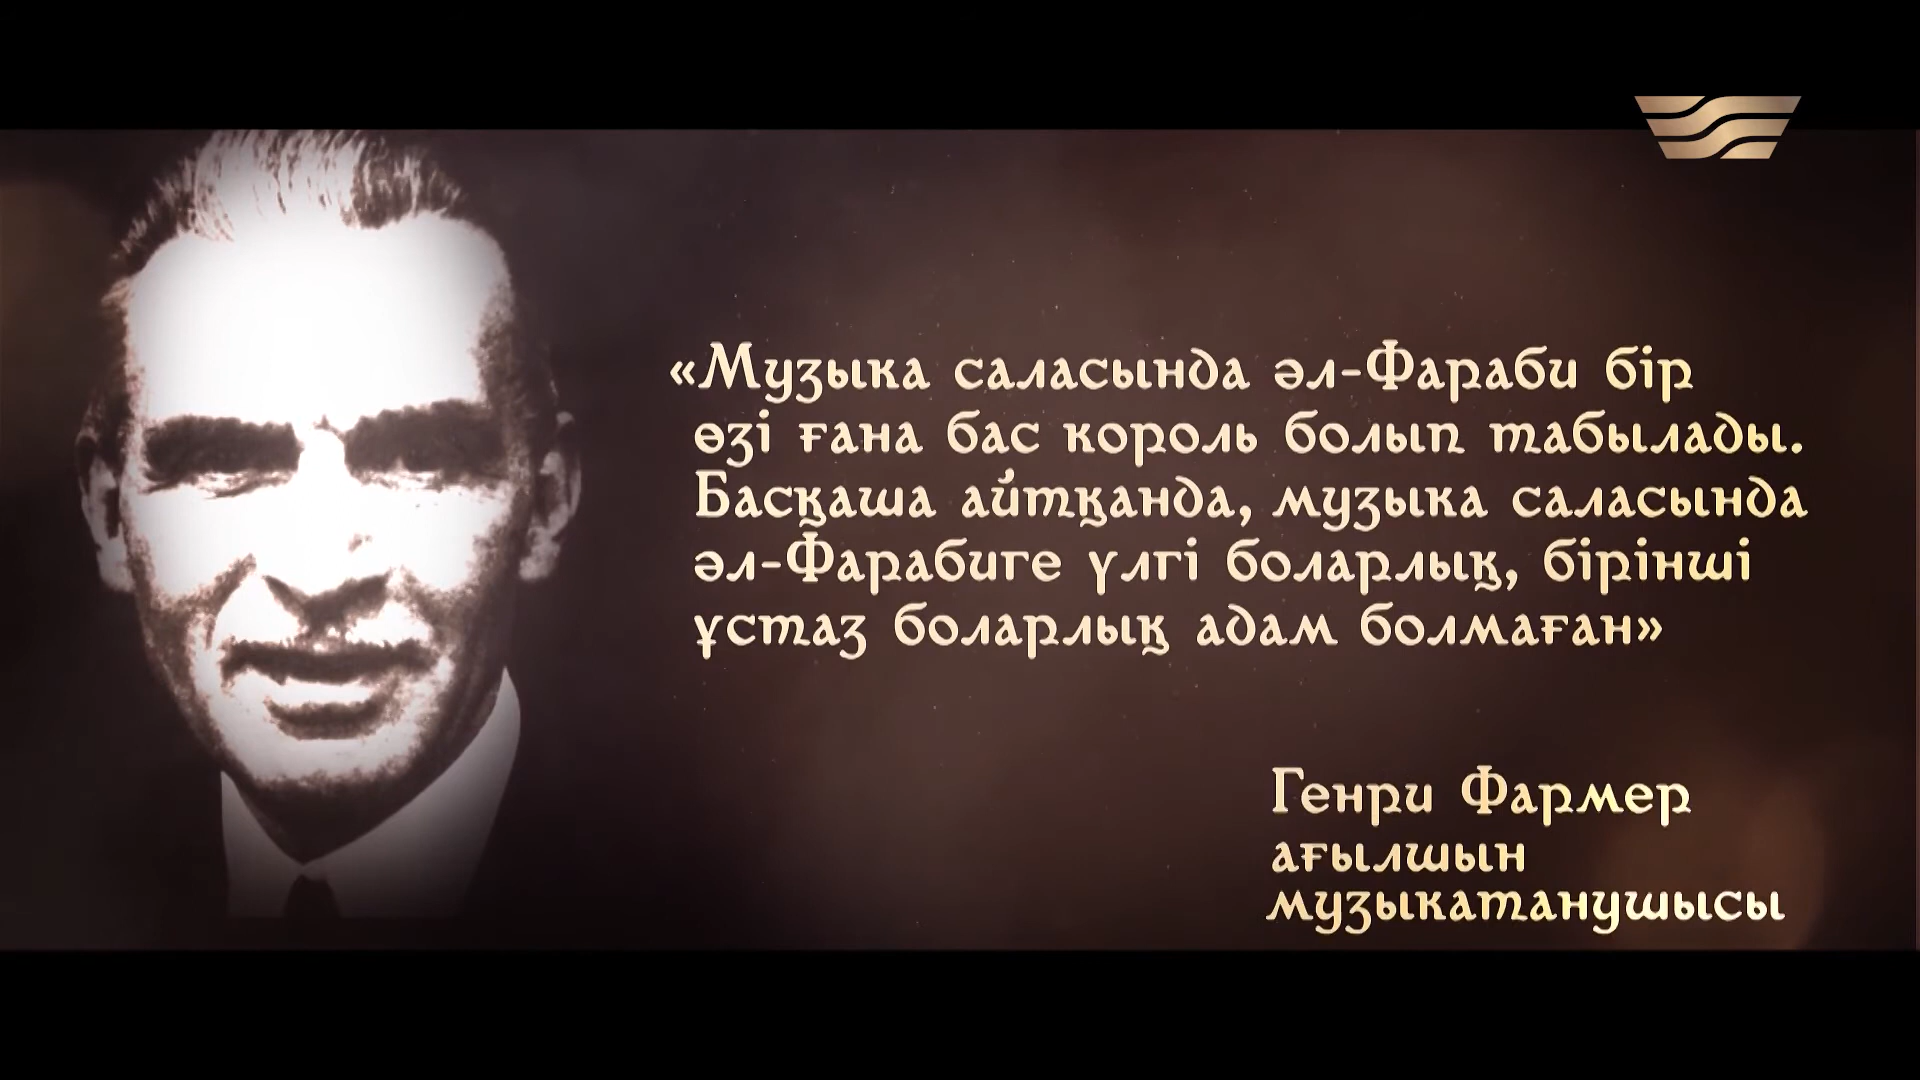 «Музыка саласында әл-Фараби бір
өзі ғана бас король болып табылады.
Басқаша айтқанда, музыка саласында
әл-Фарабиге үлгі боларлық, бірінші
ұстаз боларлық адам болмаған»
Генри Фармер
ағылшын
музыкатанушысы